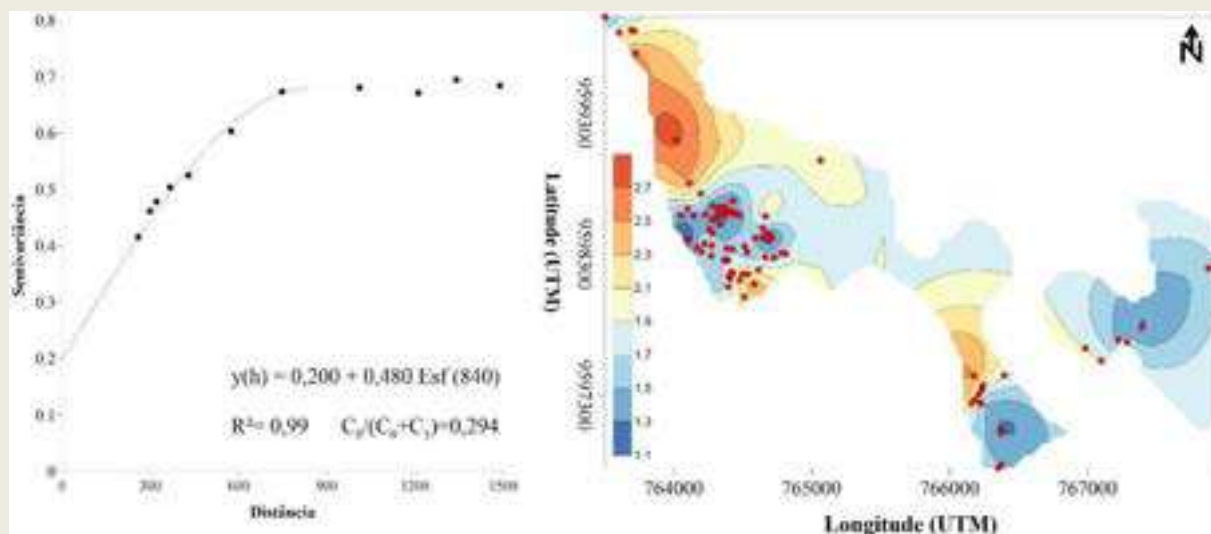 0,8
0,7
0,6
0,5
0,4
0,3
0,2
0,1
0
Semivariância
0 300 600 900 1200 1500
Distância
y(h) = 0,200 + 0,480 Esf (840)
R²= 0,99 C₀/(C₀+C₁)=0,294
N
Latitude (UTM)
9599300
9598300
9597300
2.7
2.5
2.3
2.1
1.9
1.7
1.5
1.3
1.1
764000 765000 766000 767000
Longitude (UTM)